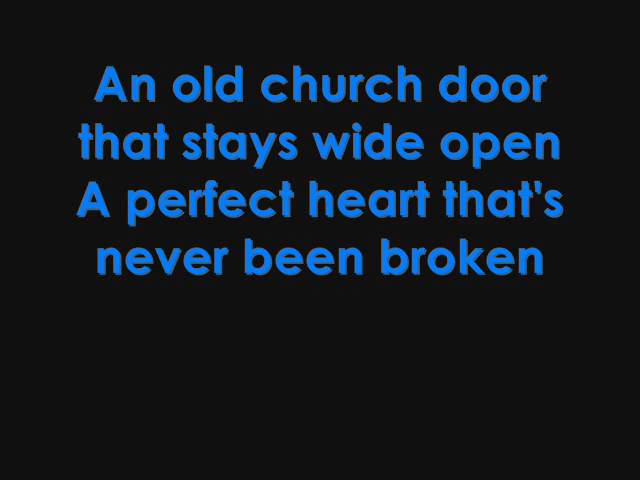 An old church door
that stays wide open
A perfect heart that's
never been broken